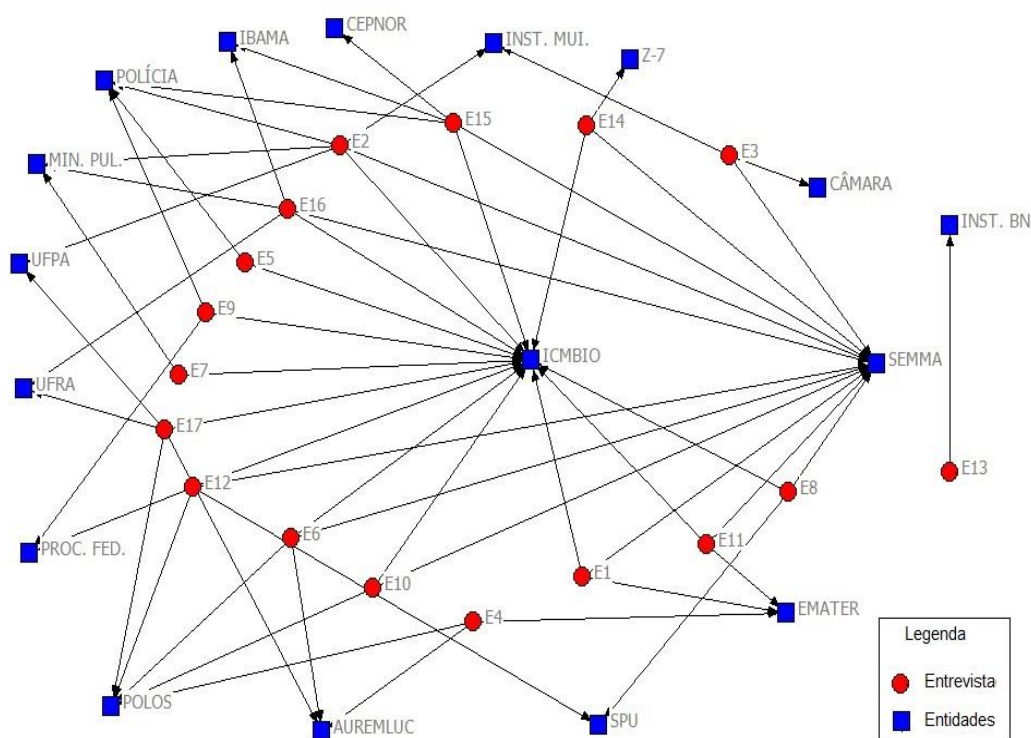 CEPNOR
IBAMA
INST. MUI.
Z-7
POLÍCIA
E15
E14
E2
E3
MIN. PUL.
CÂMARA
E16
INST. BN
UFPA
E5
E9
ICMBIO
SEMMA
E7
UFRA
E17
E13
E12
E8
E6
E11
PROC. FED.
E10
E1
EMATER
E4
Legenda
Entrevista
POLOS
Entidades
AUREMLUC
SPU